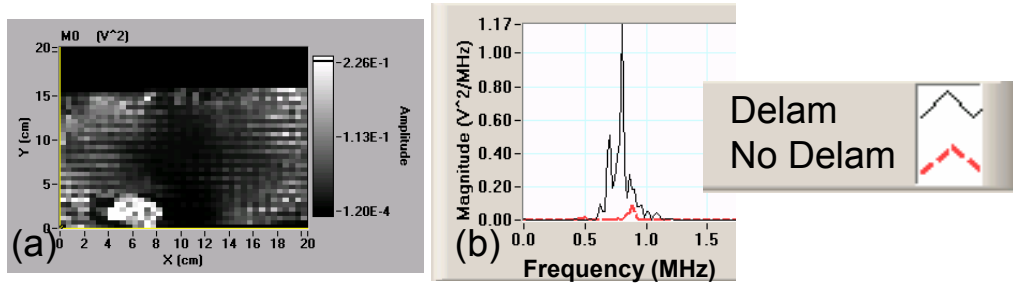 M0 (V^2)
20
15
10
5
0
Y (cm)
0 2 4 6 8 10 12 14 16 18 20
X (cm)
2.26E-1
1.13E-1
1.20E-4
Amplitude
(a)
1.17
1.00
0.80
0.60
0.40
0.20
0.00
Magnitude (V^2/MHz)
0.0 0.5 1.0 1.5
Frequency (MHz)
(b)
Delam
No Delam